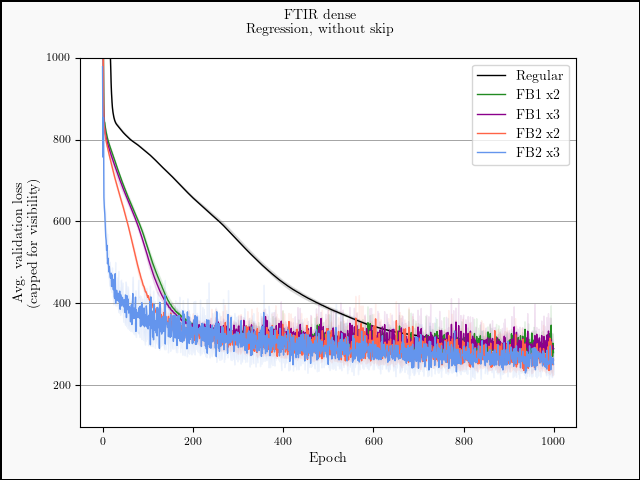 FTIR dense
Regression, without skip
Avg. validation loss
(capped for visibility)
1000
800
600
400
200
0
200
400
600
800
1000
Epoch
Regular
FB1 x2
FB1 x3
FB2 x2
FB2 x3